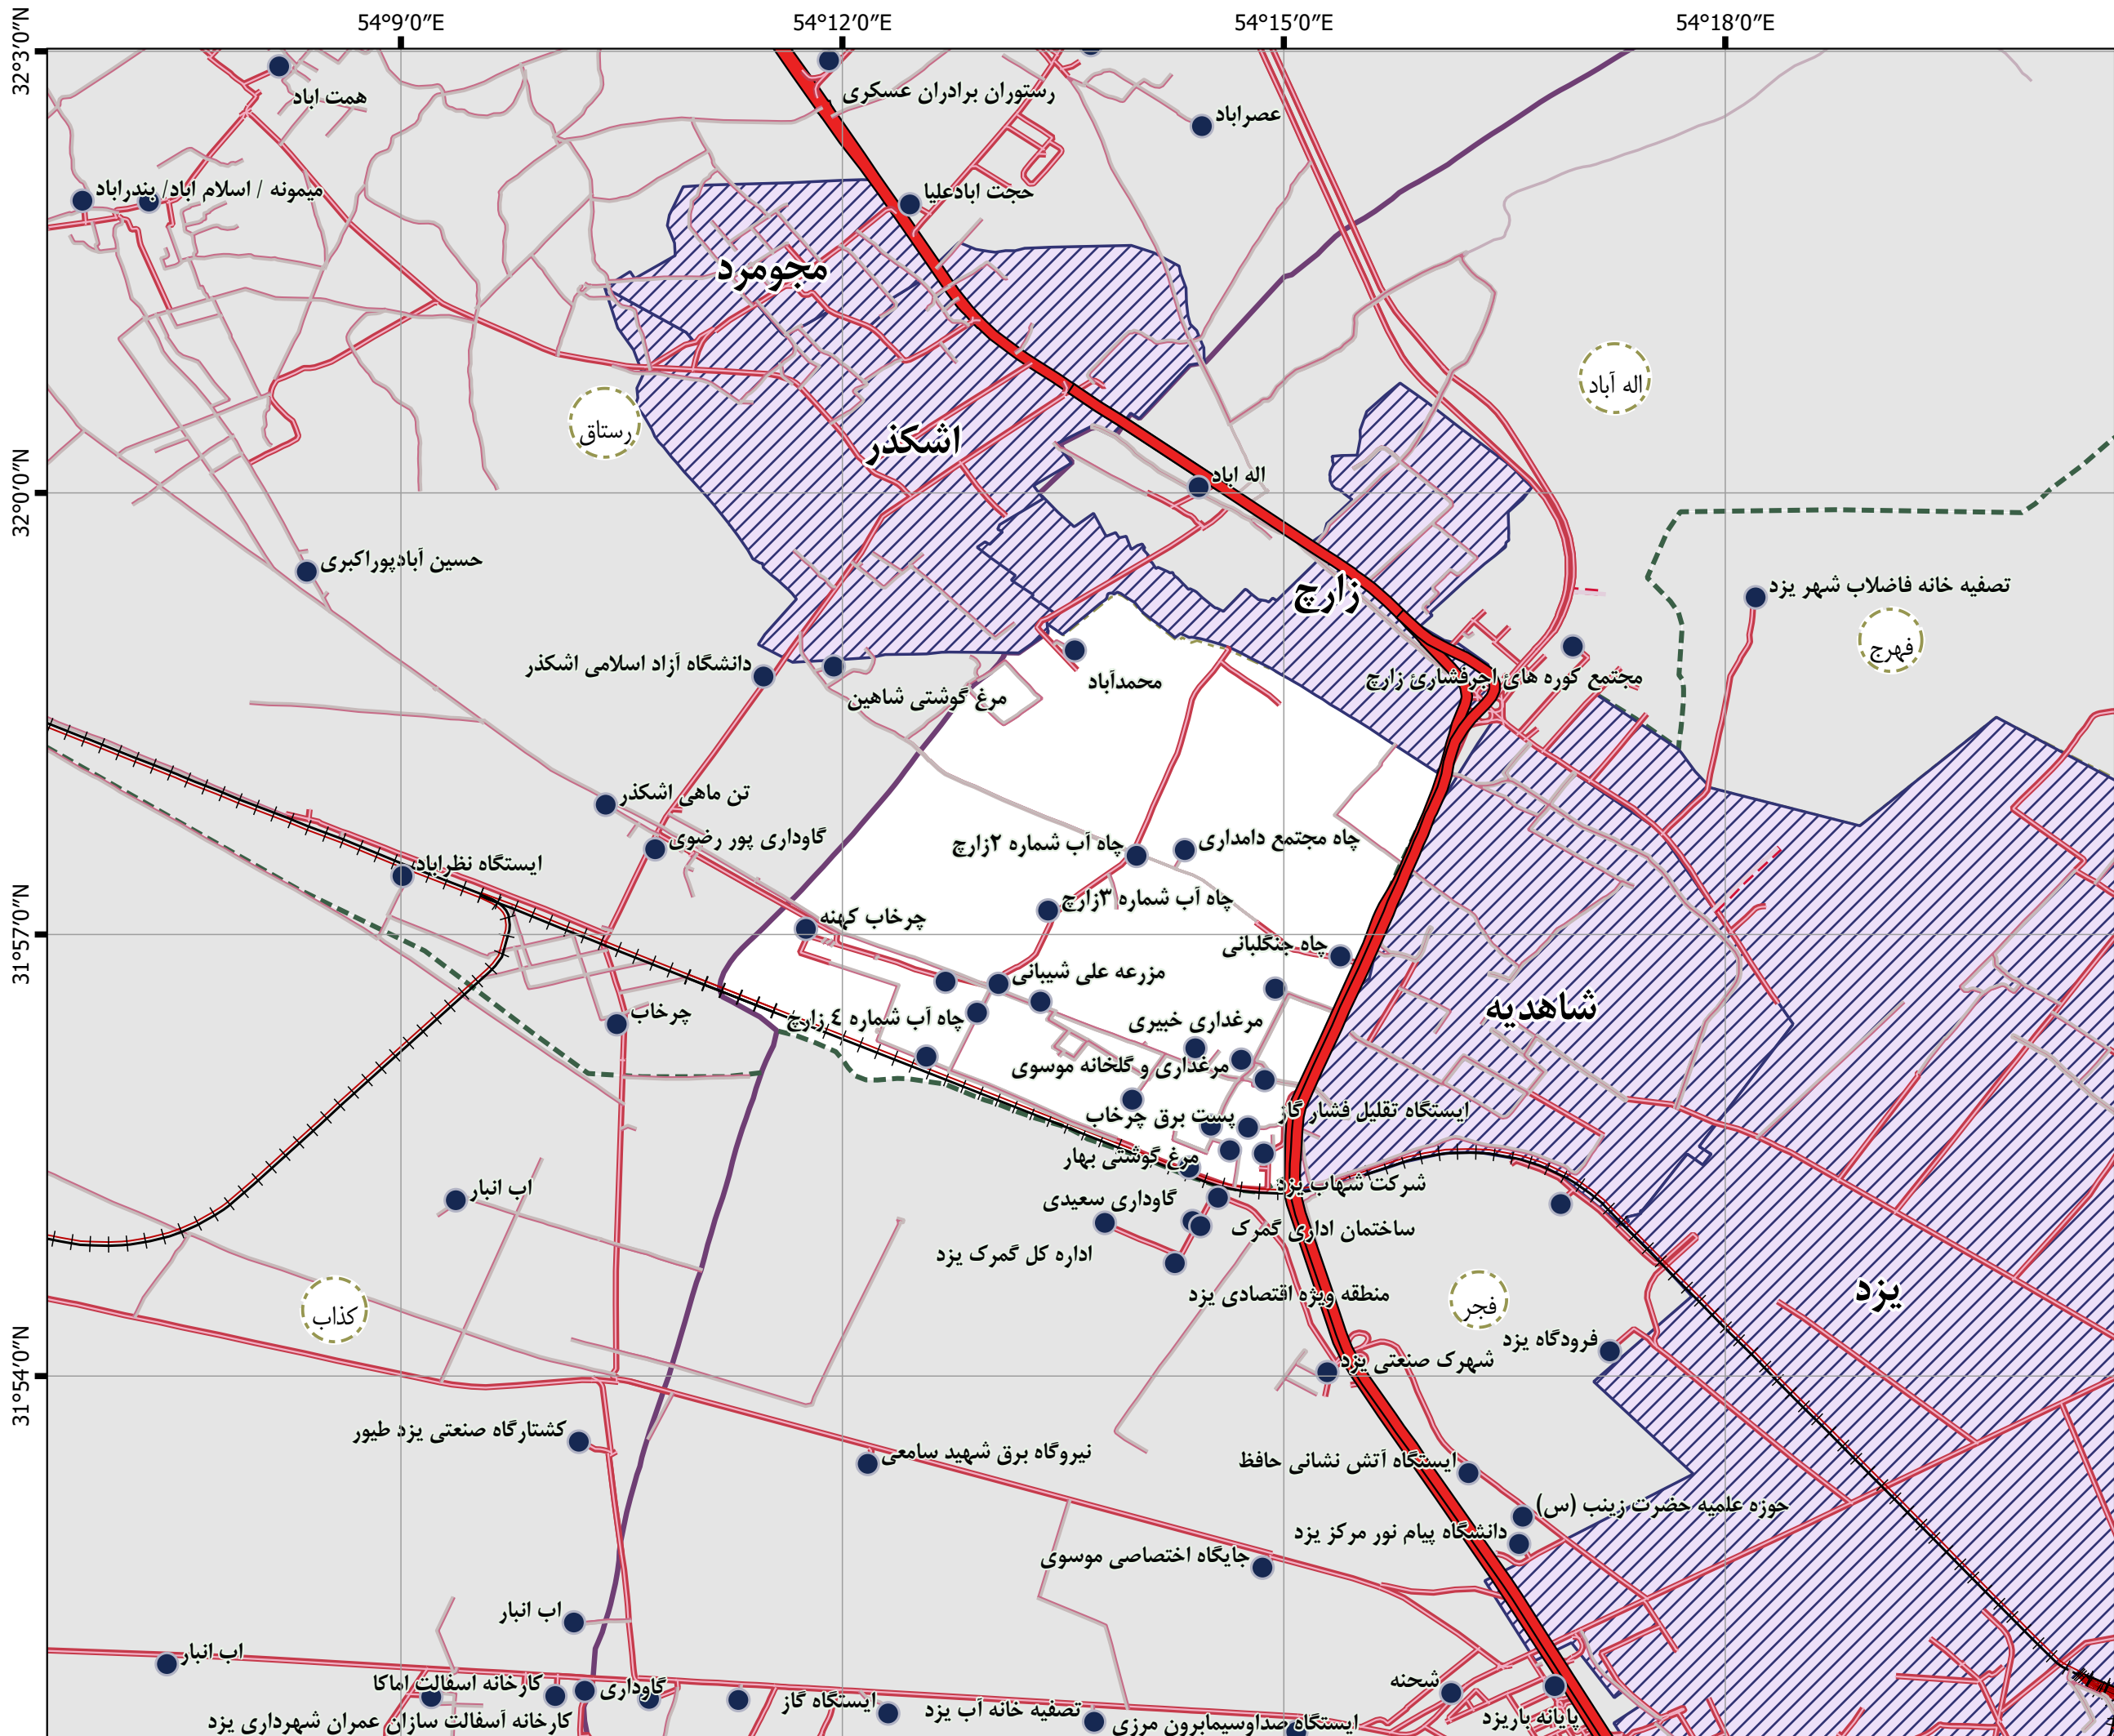 54°9′0″E
54°12′0″E
54°15′0″E
54°18′0″E
32°3′0″N
32°0′0″N
31°57′0″N
31°54′0″N
همت اباد
رستوران برادران عسکری
عصراباد
میمونه / اسلام اباد/ بندراباد
حجت ابادعلیا
مجومرد
اله آباد
رستاق
اشکذر
اله اباد
حسین آبادپوراکبری
زارچ
تصفیه خانه فاضلاب شهر یزد
فهرج
دانشگاه آزاد اسلامی اشکذر
محمدآباد
مجتمع کوره های اجرفشاری زارچ
مرغ گوشتی شاهین
تن ماهی اشکذر
گاوداری پور رضوی
چاه آب شماره ۲زارچ
چاه مجتمع دامداری
ایستگاه نظراباد
چاه آب شماره ۳زارچ
چرخاب کهنه
چاه جنگلبانی
مزرعه علی شیبانی
شاهدیه
چرخاب
چاه آب شماره ٤ زارچ
مرغداری خبیری
مرغداری و گلخانه موسوی
ایستگاه تقلیل فشار گاز
پست برق چرخاب
مرغ گوشتی بهار
شرکت شهاب یزد
اب انبار
گاوداری سعیدی
ساختمان اداری گمرک
اداره کل گمرک یزد
یزد
منطقه ویژه اقتصادی یزد
فجر
کذاب
فرودگاه یزد
شهرک صنعتی یزد
کشتارگاه صنعتی یزد طیور
نیروگاه برق شهید سامعی
ایستگاه آتش نشانی حافظ
حوزه علمیه حضرت زینب (س)
دانشگاه پیام نور مرکز یزد
جایگاه اختصاصی موسوی
اب انبار
اب انبار
شحنه
کارخانه اسفالت اماکا
گاوداری
ایستگاه گاز
تصفیه خانه آب یزد
پایانه باریزد
کارخانه آسفالت سازان عمران شهرداری یزد
ایستگاه صداوسیمابرون مرزی